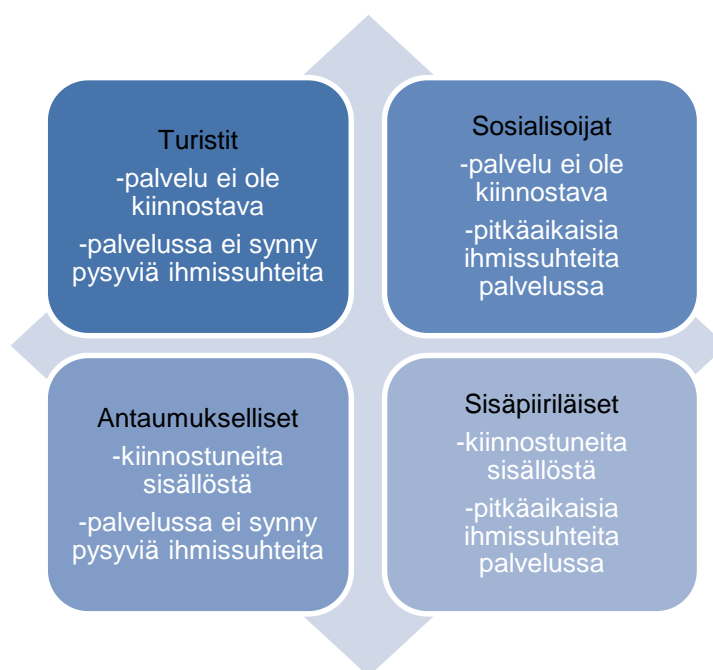 Turistit
-palvelu ei ole
kiinnostava
-palvelussa ei synny
pysyviä ihmissuhteita
Sosialisoijat
-palvelu ei ole
kiinnostava
-pitkäaikaisia
ihmissuhteita
palvelussa
Antaumukselliset
-kiinnostuneita
sisällöstä
-palvelussa ei synny
pysyviä ihmissuhteita
Sisäpiiriläiset
-kiinnostuneita
sisällöstä
-pitkäaikaisia
ihmissuhteita
palvelussa